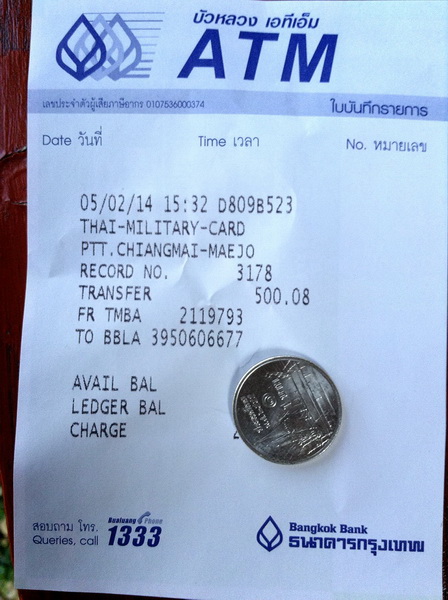 บัวหลวง เอทีเอ็ม
ATM
เลขประจำตัวผู้เสียภาษีอากร 0107536000374 ใบบันทึกรายการ
Date วันที่ Time เวลา No. หมายเลข
05/02/14 15:32 D809B523
THAI-MILITARY-CARD
PTT.CHIANGMAI-MAEJO
RECORD NO. 3178
TRANSFER 500.08
FR TMBA 2119793
TO BBLA 3950606677
AVAIL BAL
LEDGER BAL
CHARGE
สอบถาม โทร. Bualuang Phone
Queries, call 1333
Bangkok Bank
ธนาคารกรุงเทพ